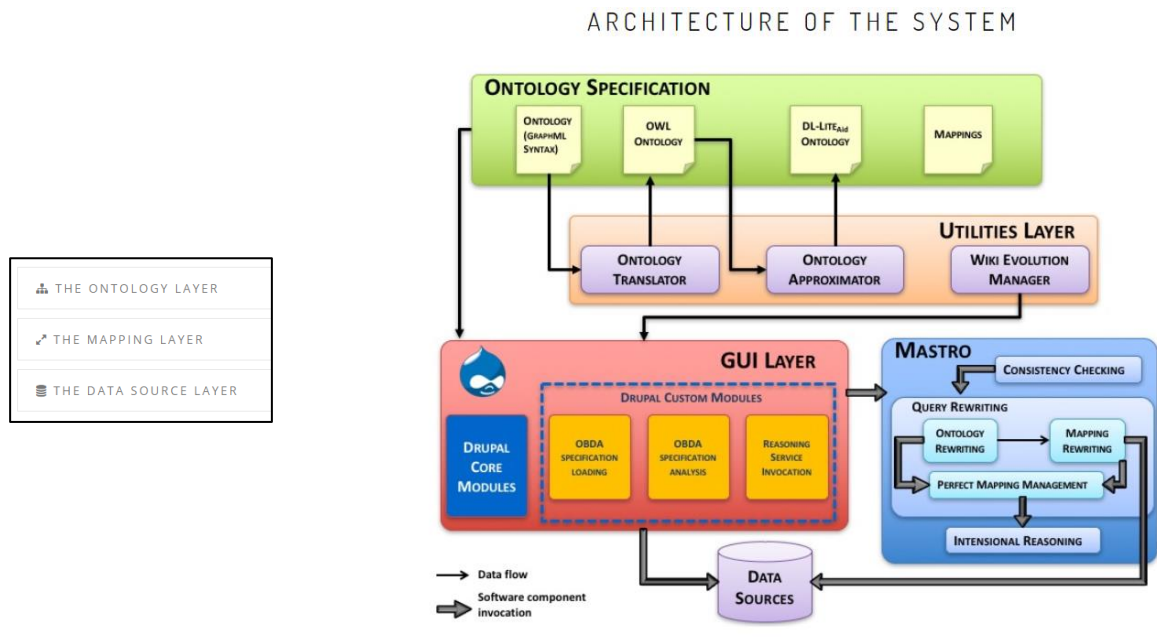 ARCHITECTURE OF THE SYSTEM
THE ONTOLOGY LAYER
THE MAPPING LAYER
THE DATA SOURCE LAYER
ONTOLOGY SPECIFICATION
ONTOLOGY
(GRAPHML
SYNTAX)
OWL
ONTOLOGY
DL-LITEA,id
ONTOLOGY
MAPPINGS
UTILITIES LAYER
ONTOLOGY
TRANSLATOR
ONTOLOGY
APPROXIMATOR
WIKI EVOLUTION
MANAGER
GUI LAYER
DRUPAL
CORE
MODULES
DRUPAL CUSTOM MODULES
OBDA
SPECIFICATION
LOADING
OBDA
SPECIFICATION
ANALYSIS
REASONING
SERVICE
INVOCATION
MASTRO
CONSISTENCY CHECKING
QUERY REWRITING
ONTOLOGY
REWRITING
MAPPING
REWRITING
PERFECT MAPPING MANAGEMENT
INTENSIONAL REASONING
DATA
SOURCES
Data flow
Software component
invocation